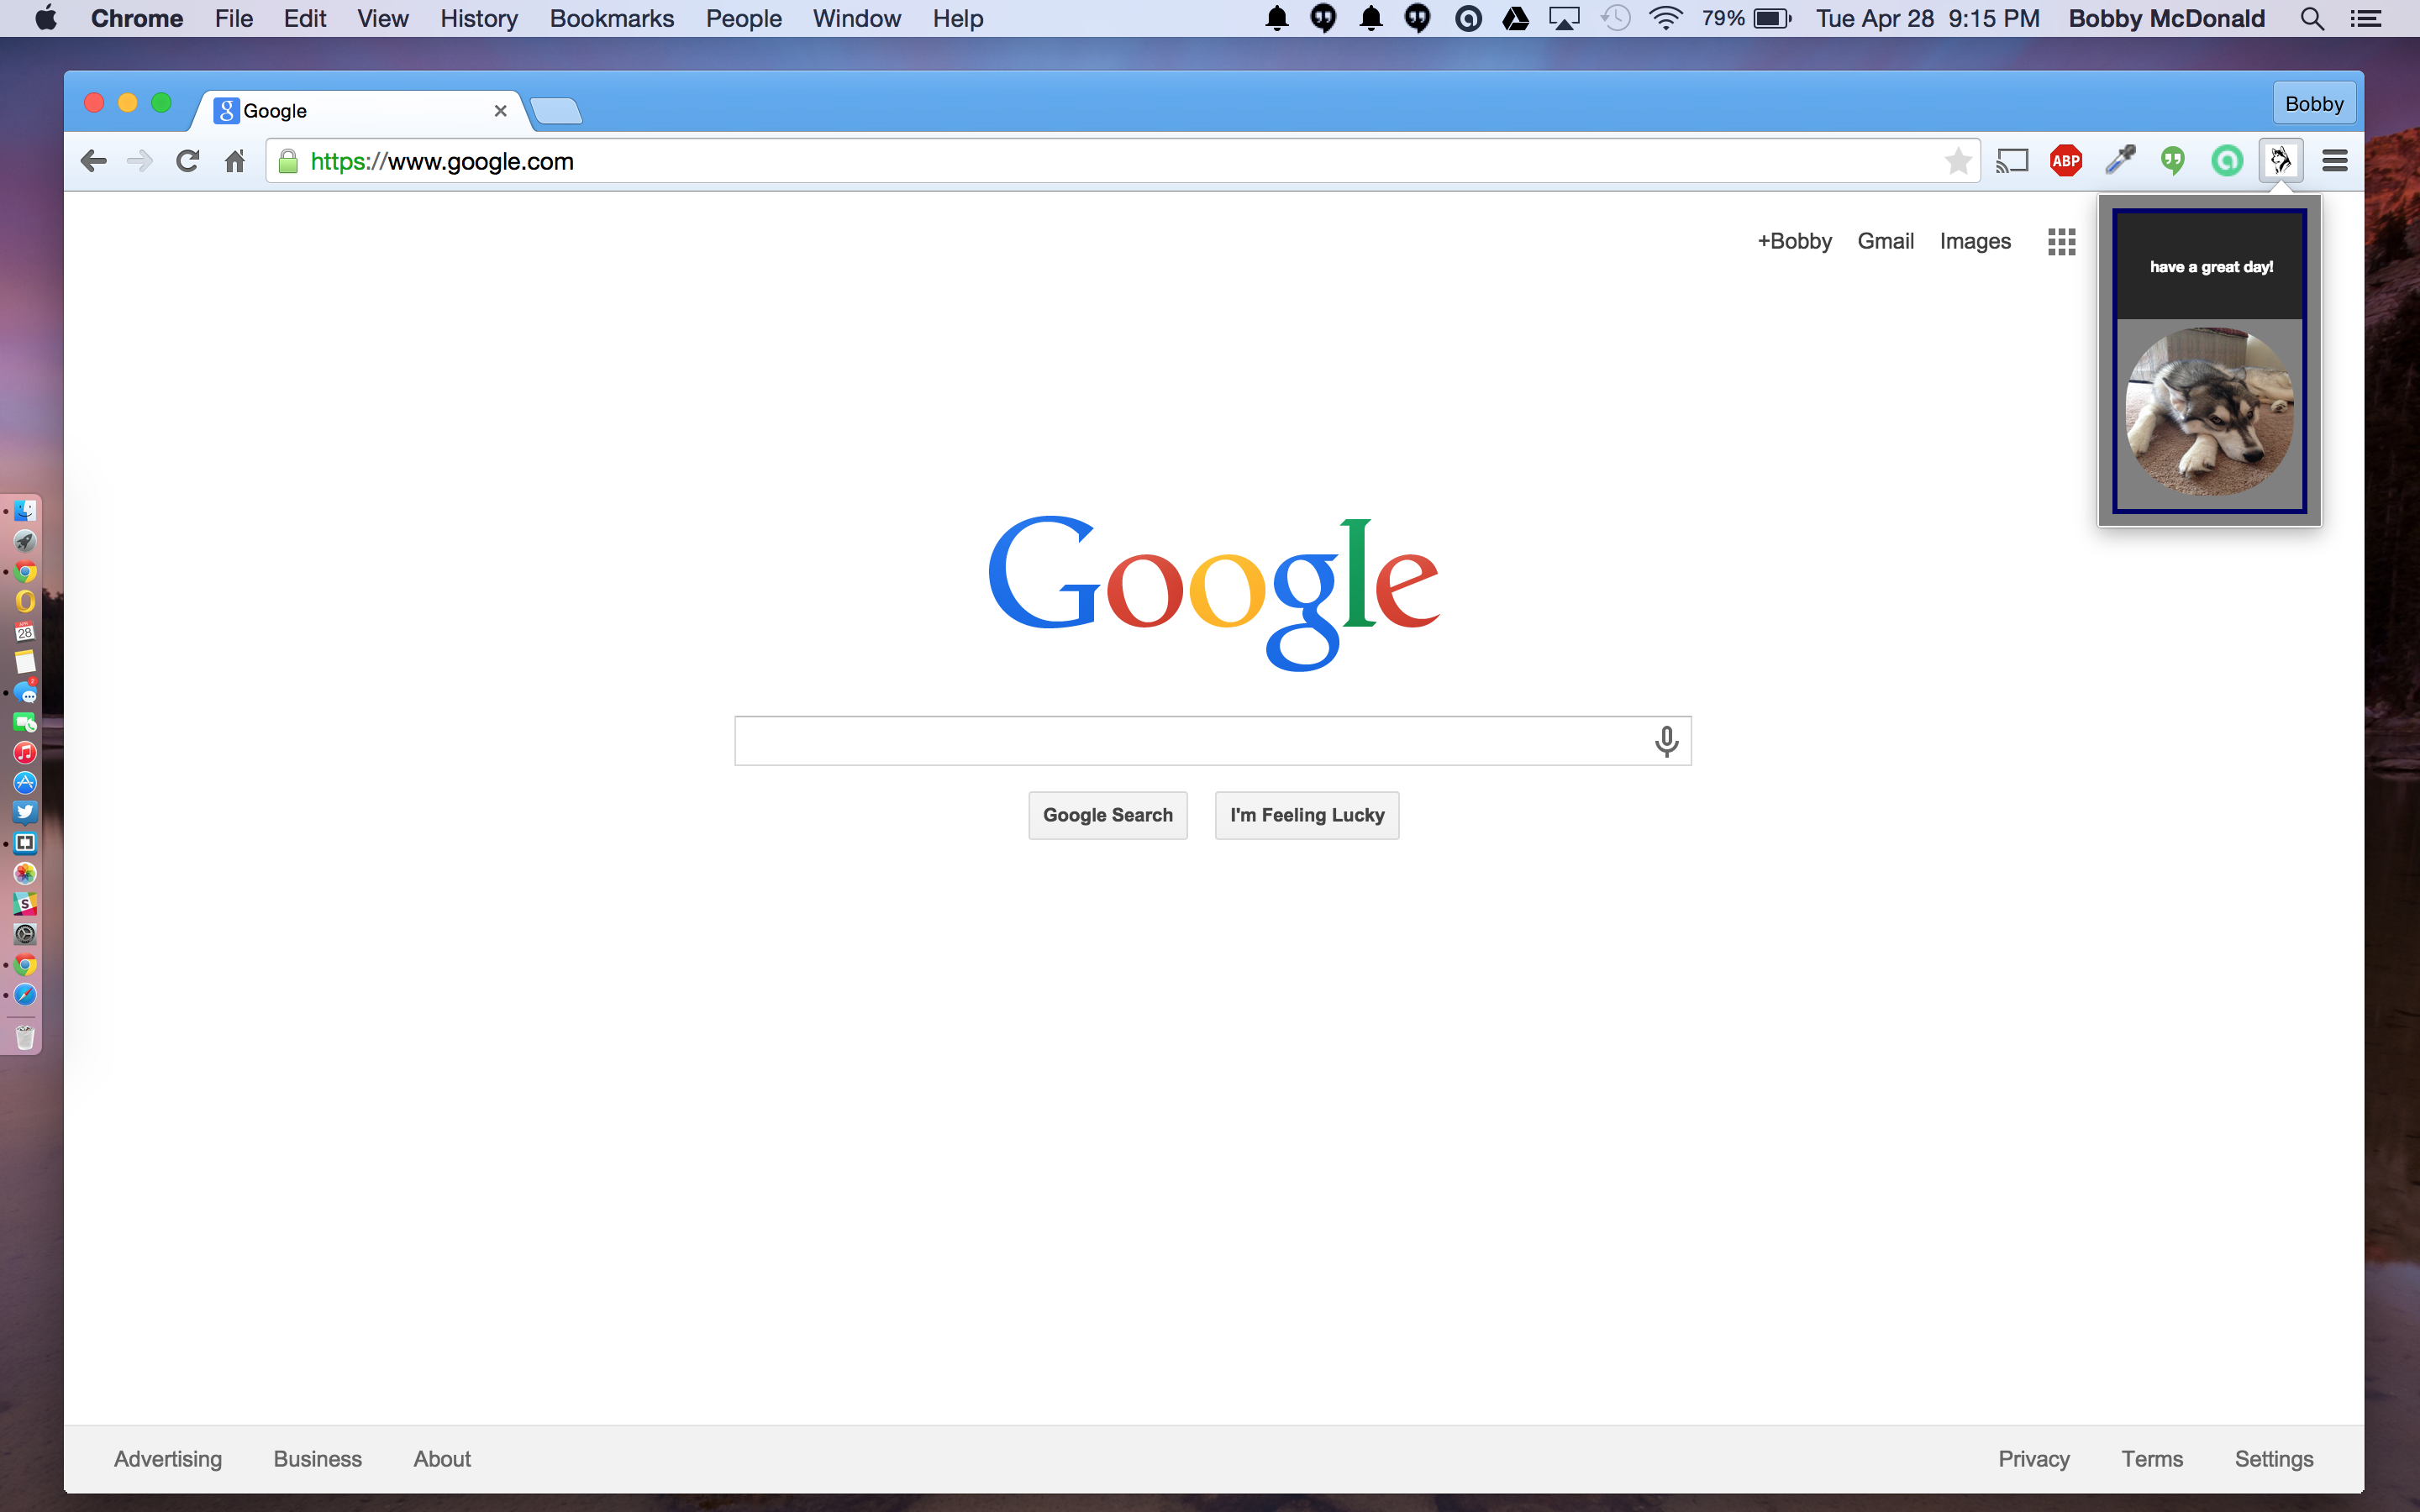 Chrome File Edit View History Bookmarks People Window Help 79% Tue Apr 28 9:15 PM Bobby McDonald
g Google Bobby
https://www.google.com ABP
+Bobby Gmail Images
have a great day!
28
Google
S
Google Search I'm Feeling Lucky
Advertising Business About Privacy Terms Settings